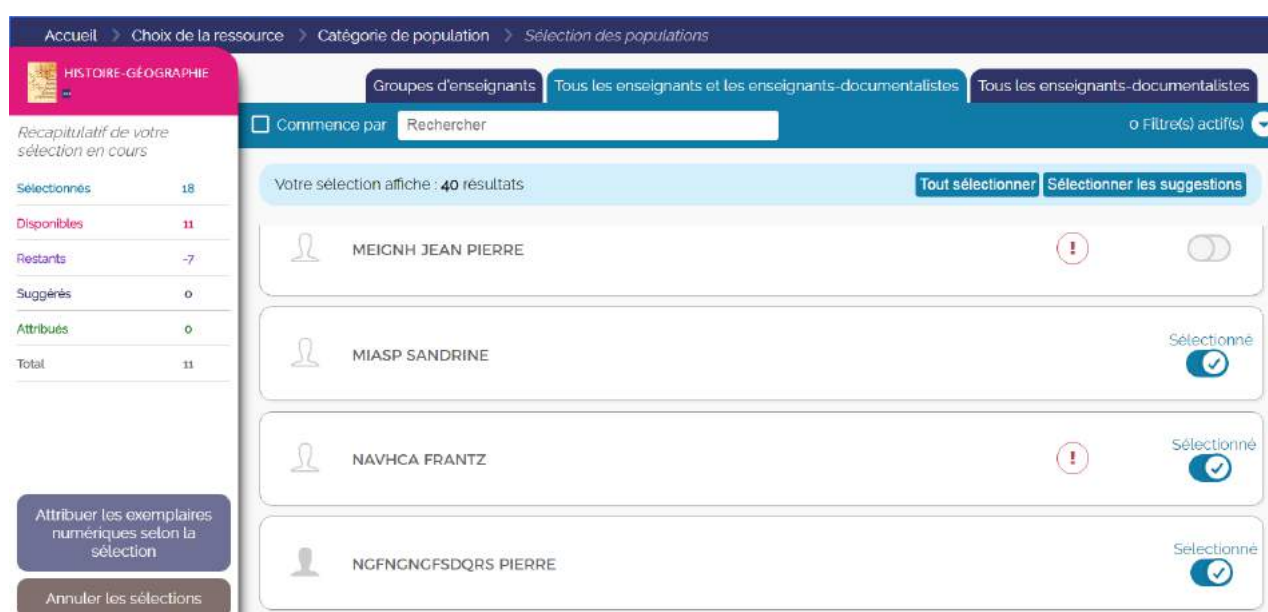 Accueil > Choix de la ressource > Catégorie de population > Sélection des populations
HISTOIRE-GÉOGRAPHIE
Groupes d'enseignants
Tous les enseignants et les enseignants-documentalistes
Tous les enseignants-documentalistes
Commence par
Rechercher
0 Filtre(s) actif(s)
Récapitulatif de votre
sélection en cours
Sélectionnés 18
Disponibles 11
Restants -7
Suggérés 0
Attribués 0
Total 11
Attribuer les exemplaires
numériques selon la
sélection
Annuler les sélections
Votre sélection affiche : 40 résultats
Tout sélectionner
Sélectionner les suggestions
MEIGNH JEAN PIERRE
!
MIASP SANDRINE
Sélectionné
NAVHCA FRANTZ
!
Sélectionné
NGFNGNGFSDQRS PIERRE
Sélectionné